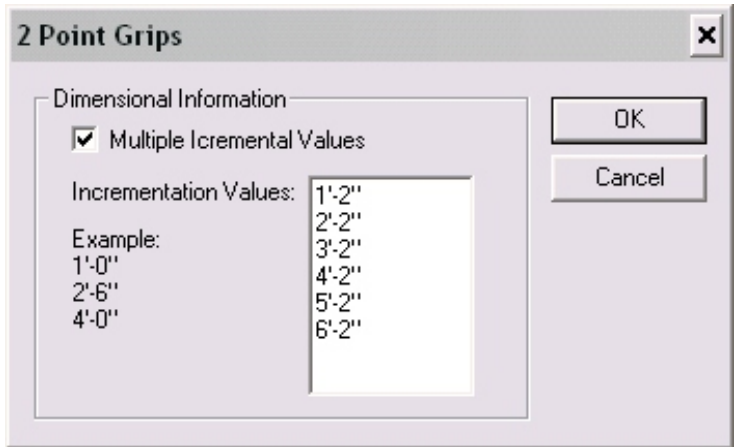 2 Point Grips
Dimensional Information
Multiple Icremental Values
OK
Cancel
Incrementation Values:
Example:
1'-0"
2'-6"
4'-0"
1'-2"
2'-2"
3'-2"
4'-2"
5'-2"
6'-2"